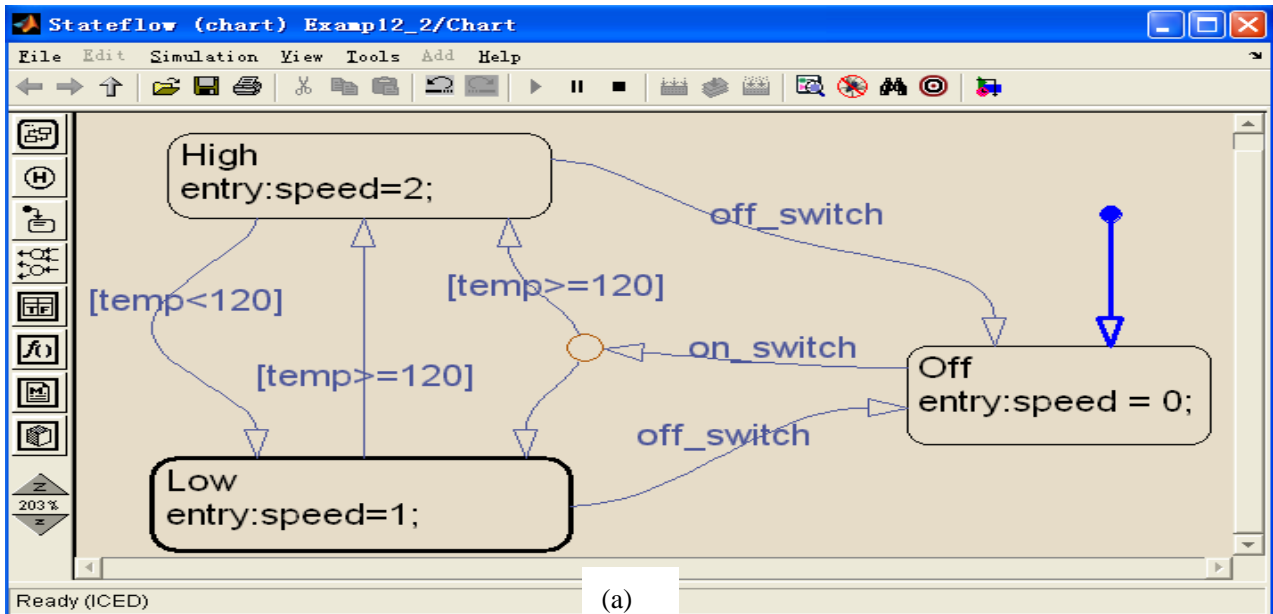 Stateflow (chart) Examp12_2/Chart
File Edit Simulation View Tools Add Help
High
entry:speed=2;
off_switch
[temp<120]
[temp>=120]
[temp>=120]
on_switch
Off
entry:speed = 0;
off_switch
Low
entry:speed=1;
203%
Ready (ICED)
(a)